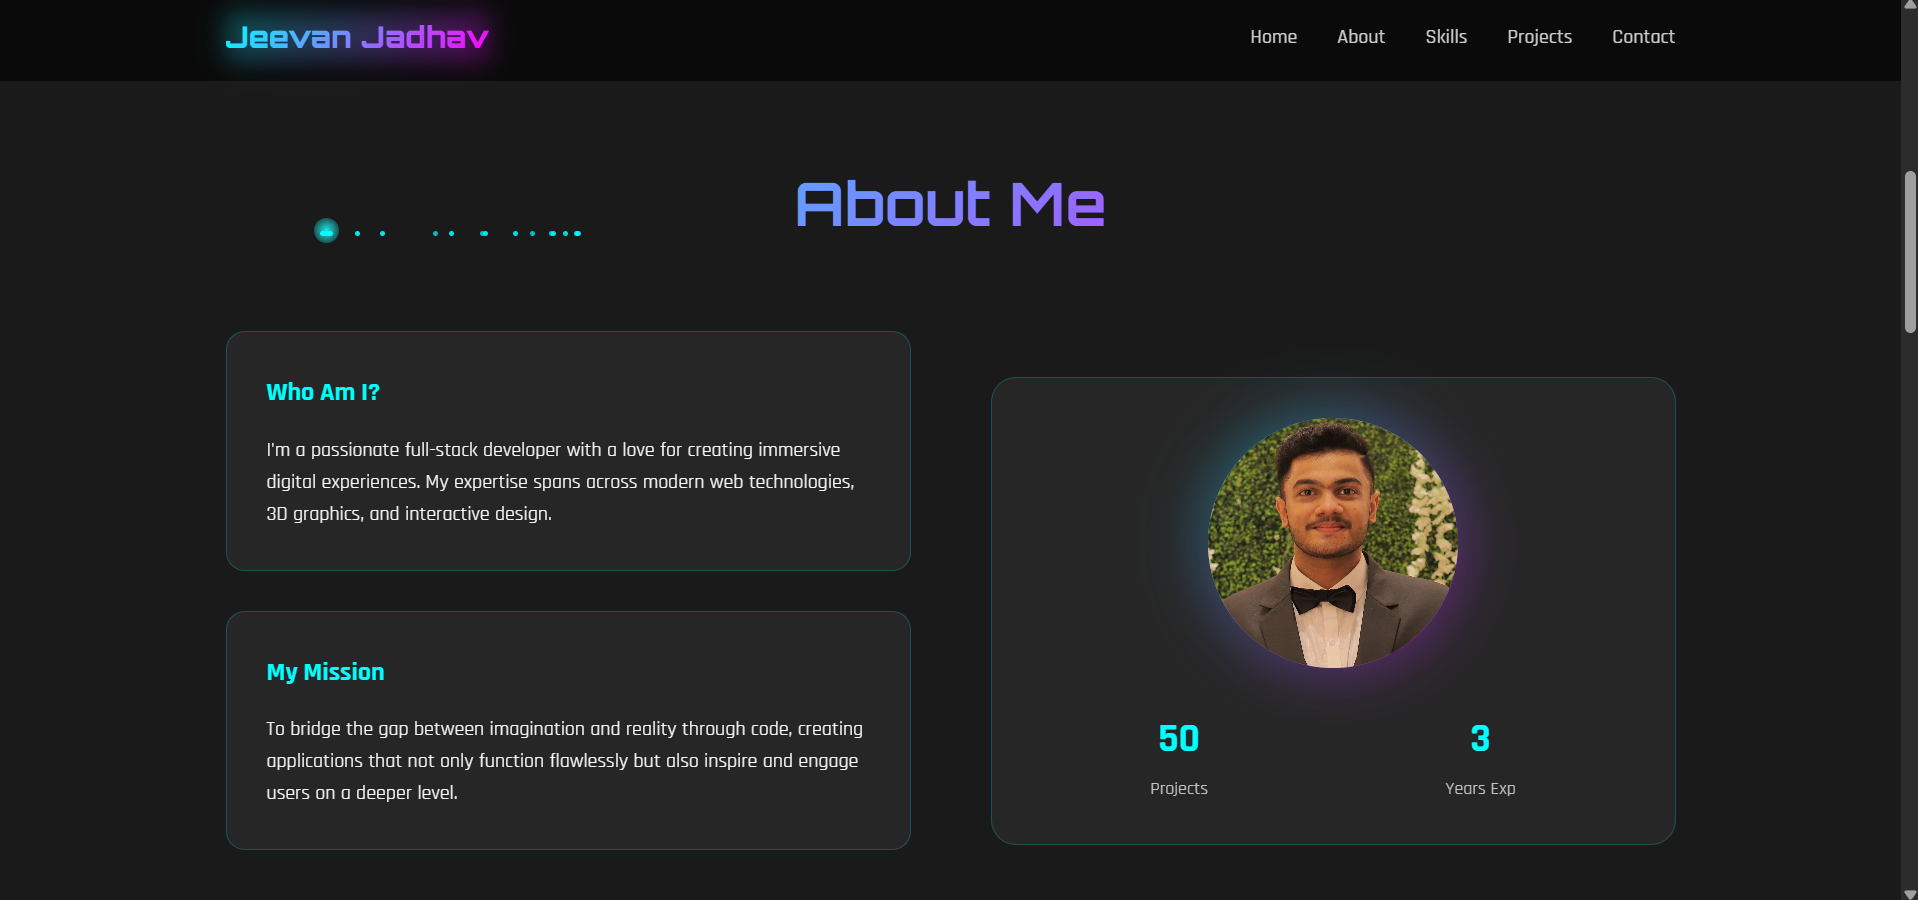 Jeevan Jadhav
Home
About
Skills
Projects
Contact
About Me
Who Am I?
I'm a passionate full-stack developer with a love for creating immersive
digital experiences. My expertise spans across modern web technologies,
3D graphics, and interactive design.
My Mission
To bridge the gap between imagination and reality through code, creating
applications that not only function flawlessly but also inspire and engage
users on a deeper level.
50
Projects
3
Years Exp